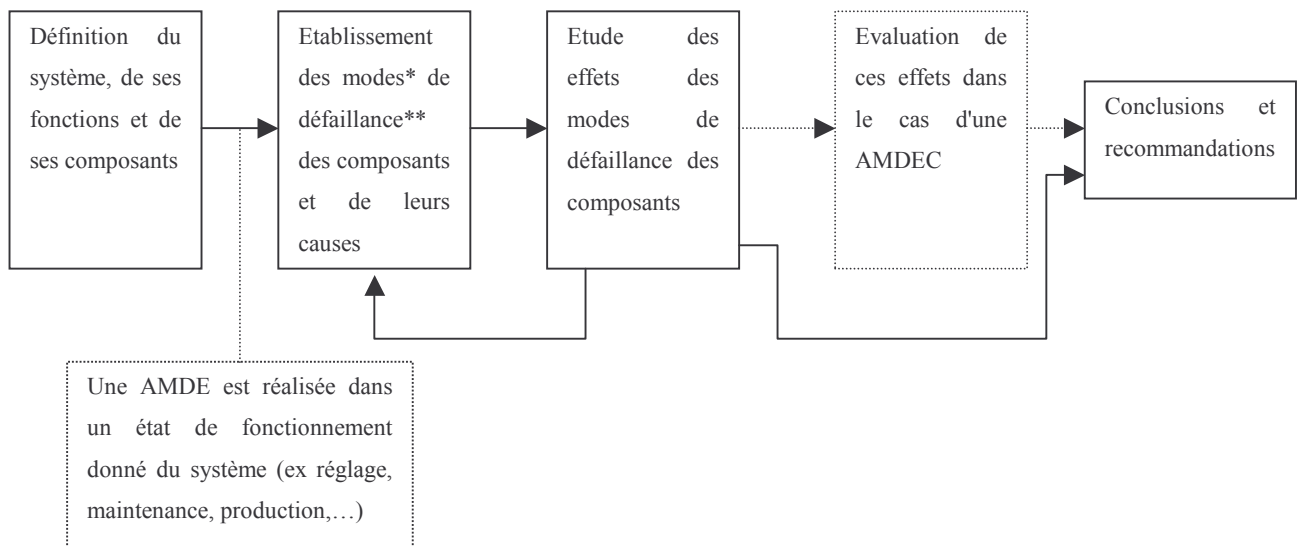 Définition du
système, de ses
fonctions et de
ses composants
Etablissement
des modes* de
défaillance**
des composants
et de leurs
causes
Etude des
effets des
modes de
défaillance des
composants
Evaluation de
ces effets dans
le cas d'une
AMDEC
Conclusions et
recommandations
Une AMDE est réalisée dans
un état de fonctionnement
donné du système (ex réglage,
maintenance, production,…)